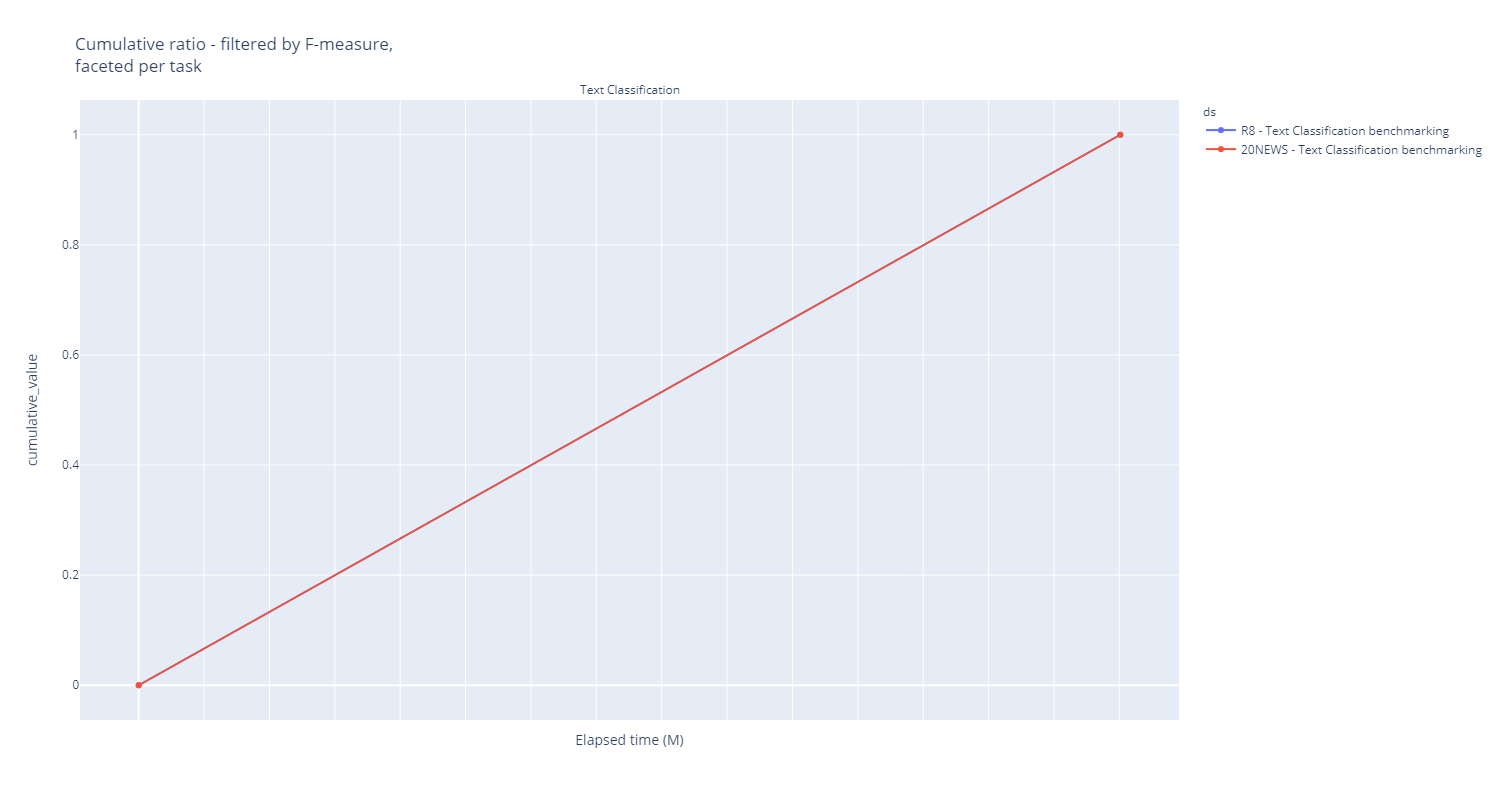 Cumulative ratio - filtered by F-measure,
faceted per task
Text Classification
ds
R8 - Text Classification benchmarking
20NEWS - Text Classification benchmarking
1
0.8
0.6
0.4
0.2
0
cumulative_value
Elapsed time (M)